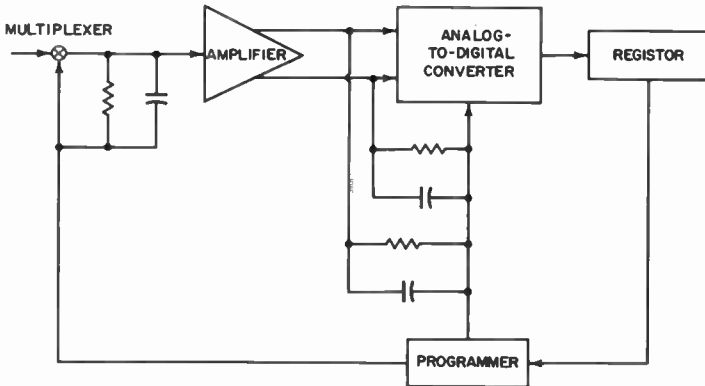 MULTIPLEXER
AMPLIFIER
ANALOG-
TO-DIGITAL
CONVERTER
REGISTOR
PROGRAMMER